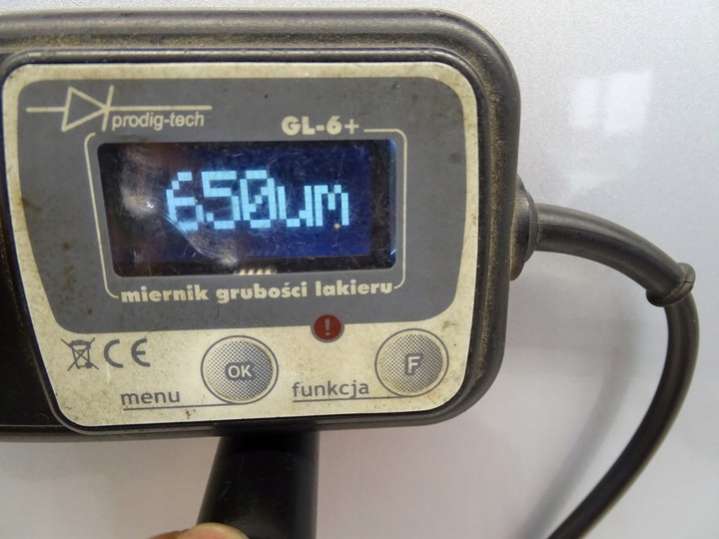 prodig-tech
GL-6+
650um
miernik grubości lakieru
!
CE
OK
F
menu
funkcja